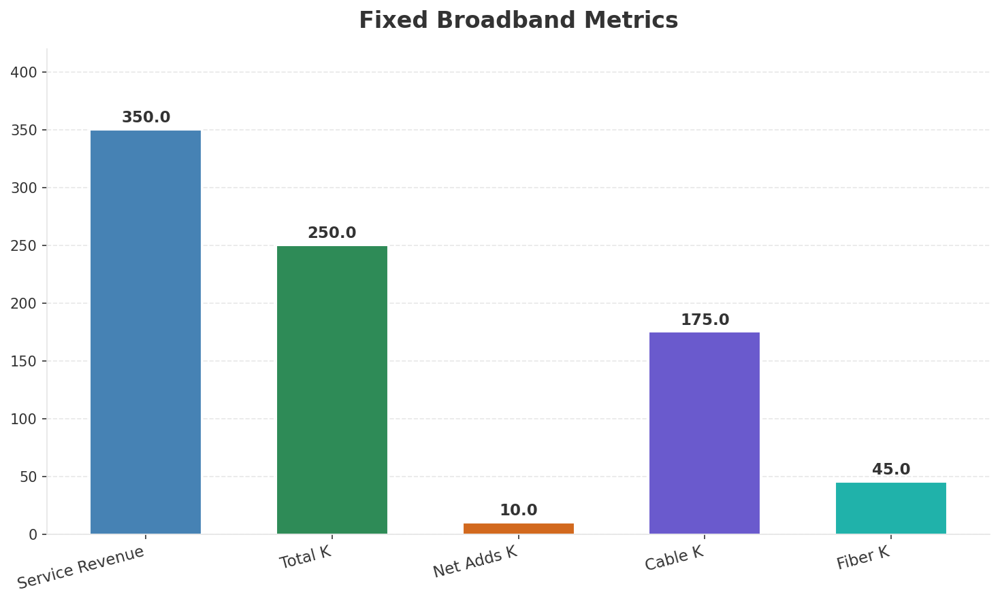 Fixed Broadband Metrics
400
350
300
250
200
150
100
50
0
350.0
250.0
10.0
175.0
45.0
Service Revenue
Total K
Net Adds K
Cable K
Fiber K